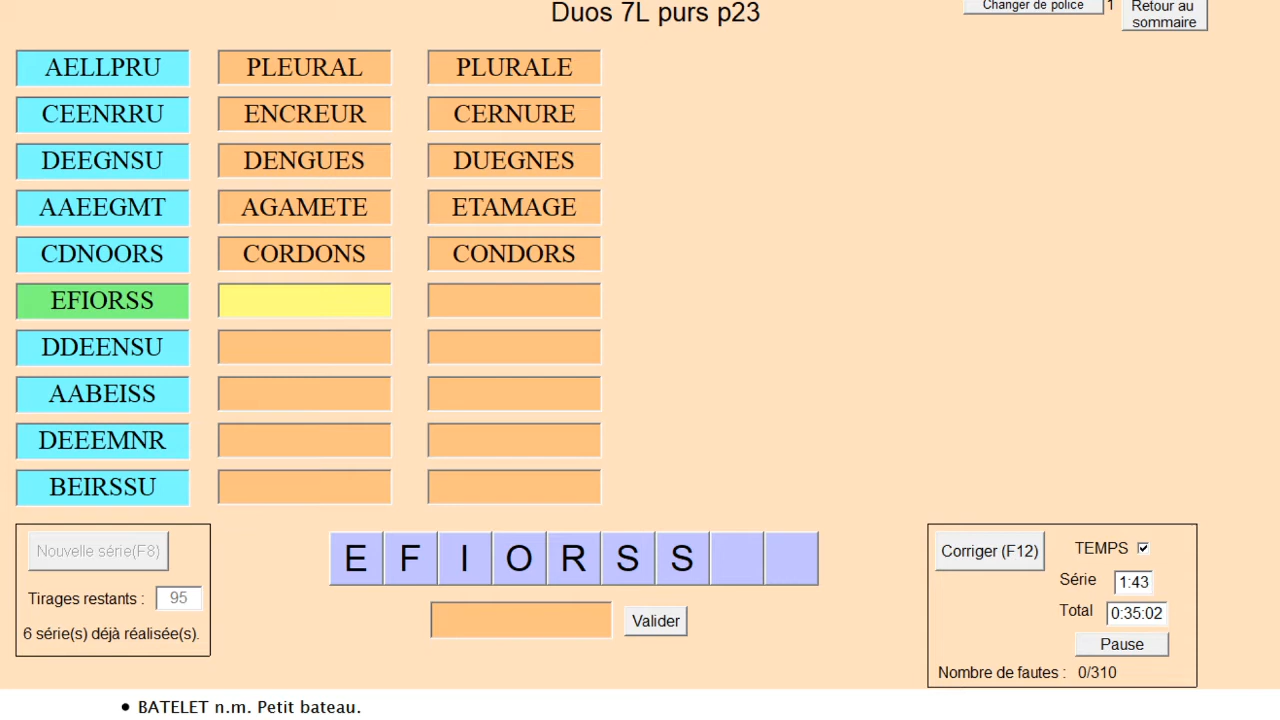 Duos 7L purs p23
Changer de police 1
Retour au
sommaire
AELLPRU PLEURAL PLURALE
CEENRRU ENCREUR CERNURE
DEEGNSU DENGUES DUEGNES
AAEEGMT AGAMETE ETAMAGE
CDNOORS CORDONS CONDORS
EFIORSS
DDEENSU
AABEISS
DEEEMNR
BEIRSSU
Nouvelle série(F8)
Tirages restants : 95
6 série(s) déjà réalisée(s).
E F I O R S S
Valider
Corriger (F12)
TEMPS
Série 1:43
Total 0:35:02
Pause
Nombre de fautes : 0/310
• BATELET n.m. Petit bateau.